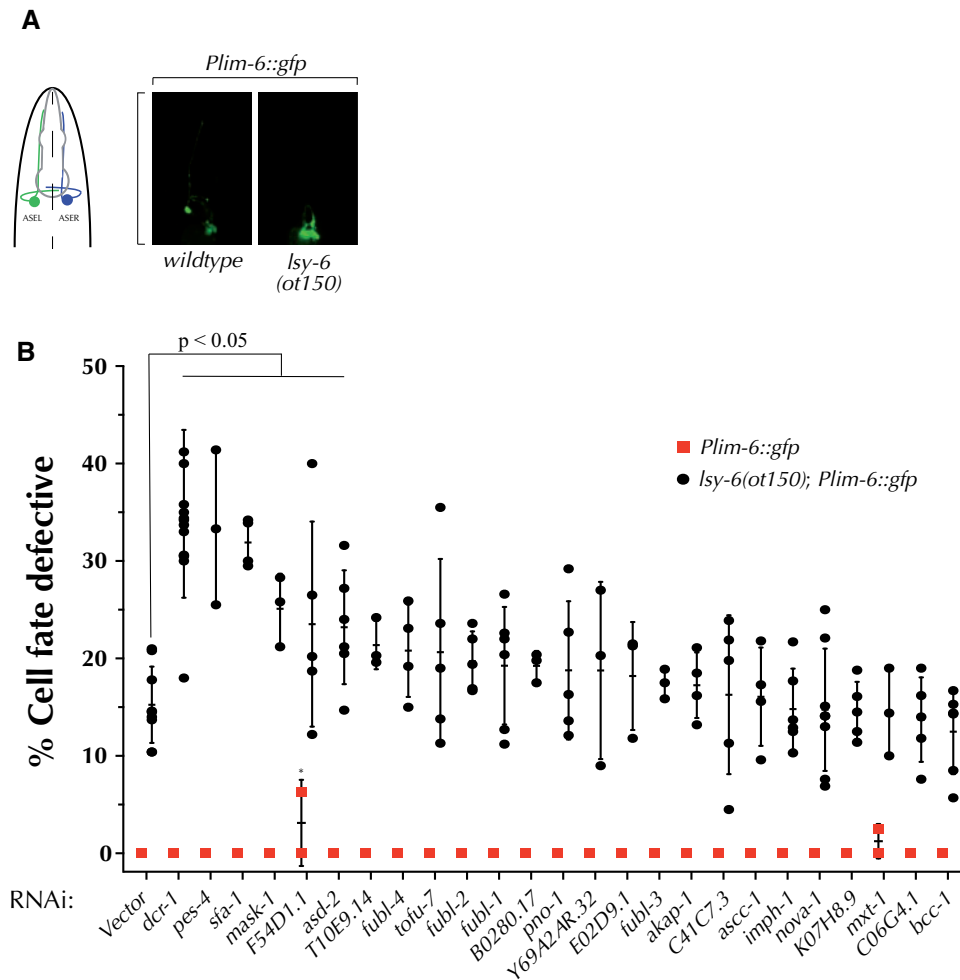 A
Plim-6::gfp
ASEL
ASER
wildtype
lsy-6
(ot150)
B
p < 0.05
50
40
30
20
10
0
% Cell fate defective
Plim-6::gfp
lsy-6(ot150); Plim-6::gfp
*
RNAi:
Vector
dcr-1
pes-4
sfa-1
mask-1
F54D1.1
asd-2
T10E9.14
fubl-4
tofu-7
fubl-2
fubl-1
B0280.17
pno-1
Y69A2AR.32
E02D9.1
fubl-3
akap-1
C41C7.3
ascc-1
imph-1
nova-1
K07H8.9
mxt-1
C06G4.1
bcc-1